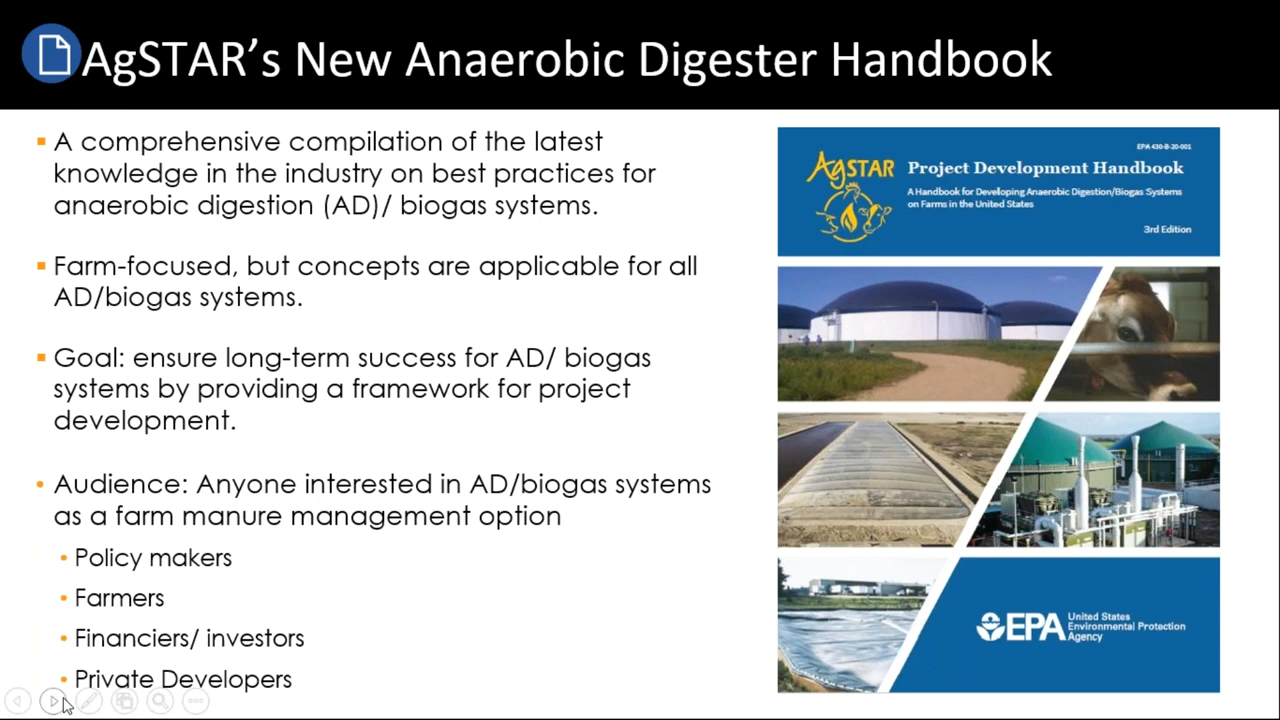 AgSTAR's New Anaerobic Digester Handbook
▪ A comprehensive compilation of the latest
knowledge in the industry on best practices for
anaerobic digestion (AD)/ biogas systems.
▪ Farm-focused, but concepts are applicable for all
AD/biogas systems.
▪ Goal: ensure long-term success for AD/ biogas
systems by providing a framework for project
development.
• Audience: Anyone interested in AD/biogas systems
as a farm manure management option
• Policy makers
• Farmers
• Financiers/ investors
• Private Developers
EPA 430-B-20-001
AgSTAR
Project Development Handbook
A Handbook for Developing Anaerobic Digestion/Biogas Systems
on Farms in the United States
3rd Edition
EPA
United States
Environmental Protection
Agency